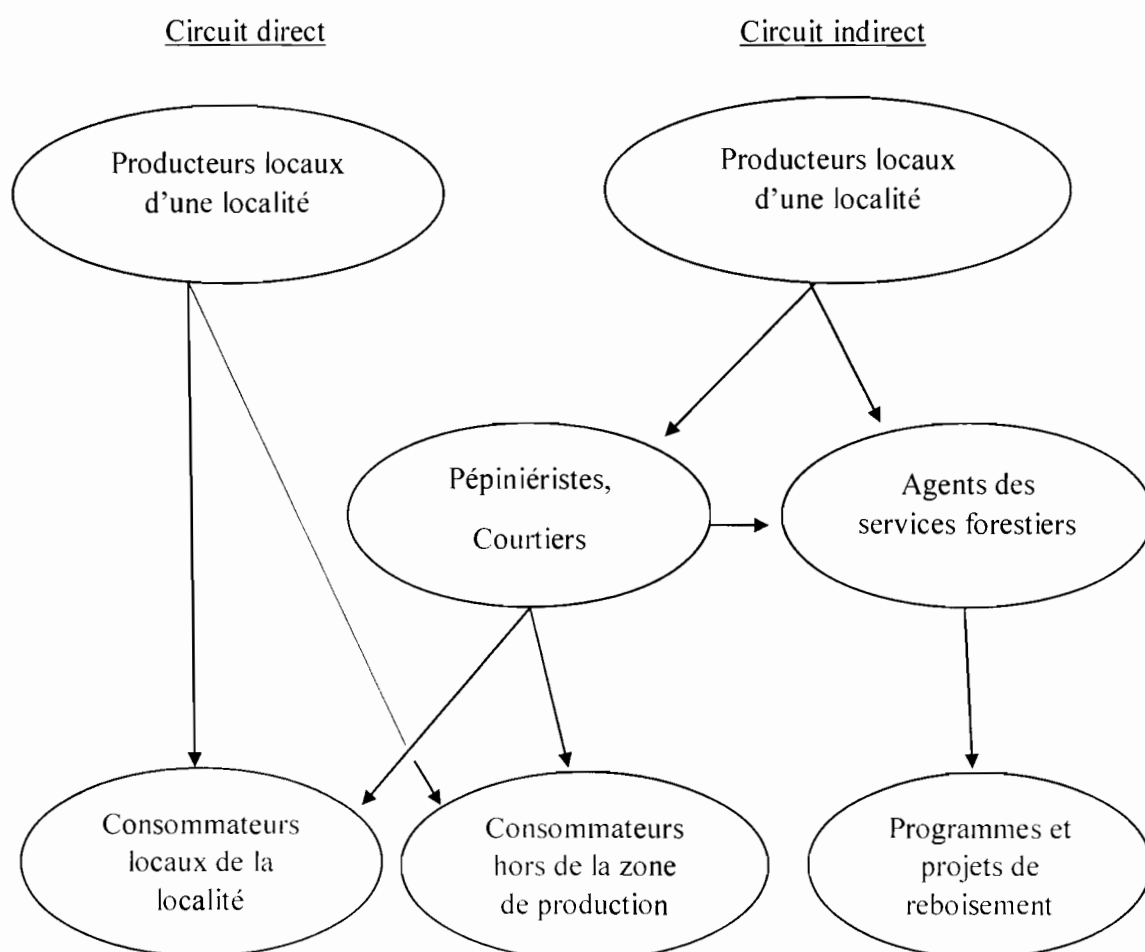 Circuit direct
Circuit indirect
Producteurs locaux
d'une localité
Producteurs locaux
d'une localité
Pépiniéristes,
Courtiers
Agents des
services forestiers
Consommateurs
locaux de la
localité
Consommateurs
hors de la zone
de production
Programmes et
projets de
reboisement